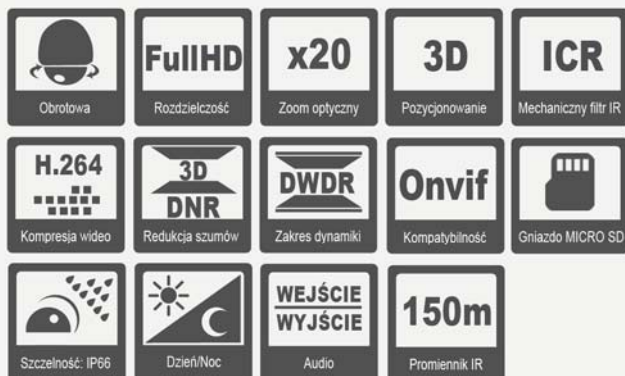 Obrotowa
FullHD
Rozdzielczość
x20
Zoom optyczny
3D
Pozycjonowanie
ICR
Mechaniczny filtr IR
H.264
Kompresja wideo
3D
DNR
Redukcja szumów
DWDR
Zakres dynamiki
Onvif
Kompatybilność
Gniazdo MICRO SD
Szczelność: IP66
Dzień/Noc
WEJŚCIE
WYJŚCIE
Audio
150m
Promiennik IR